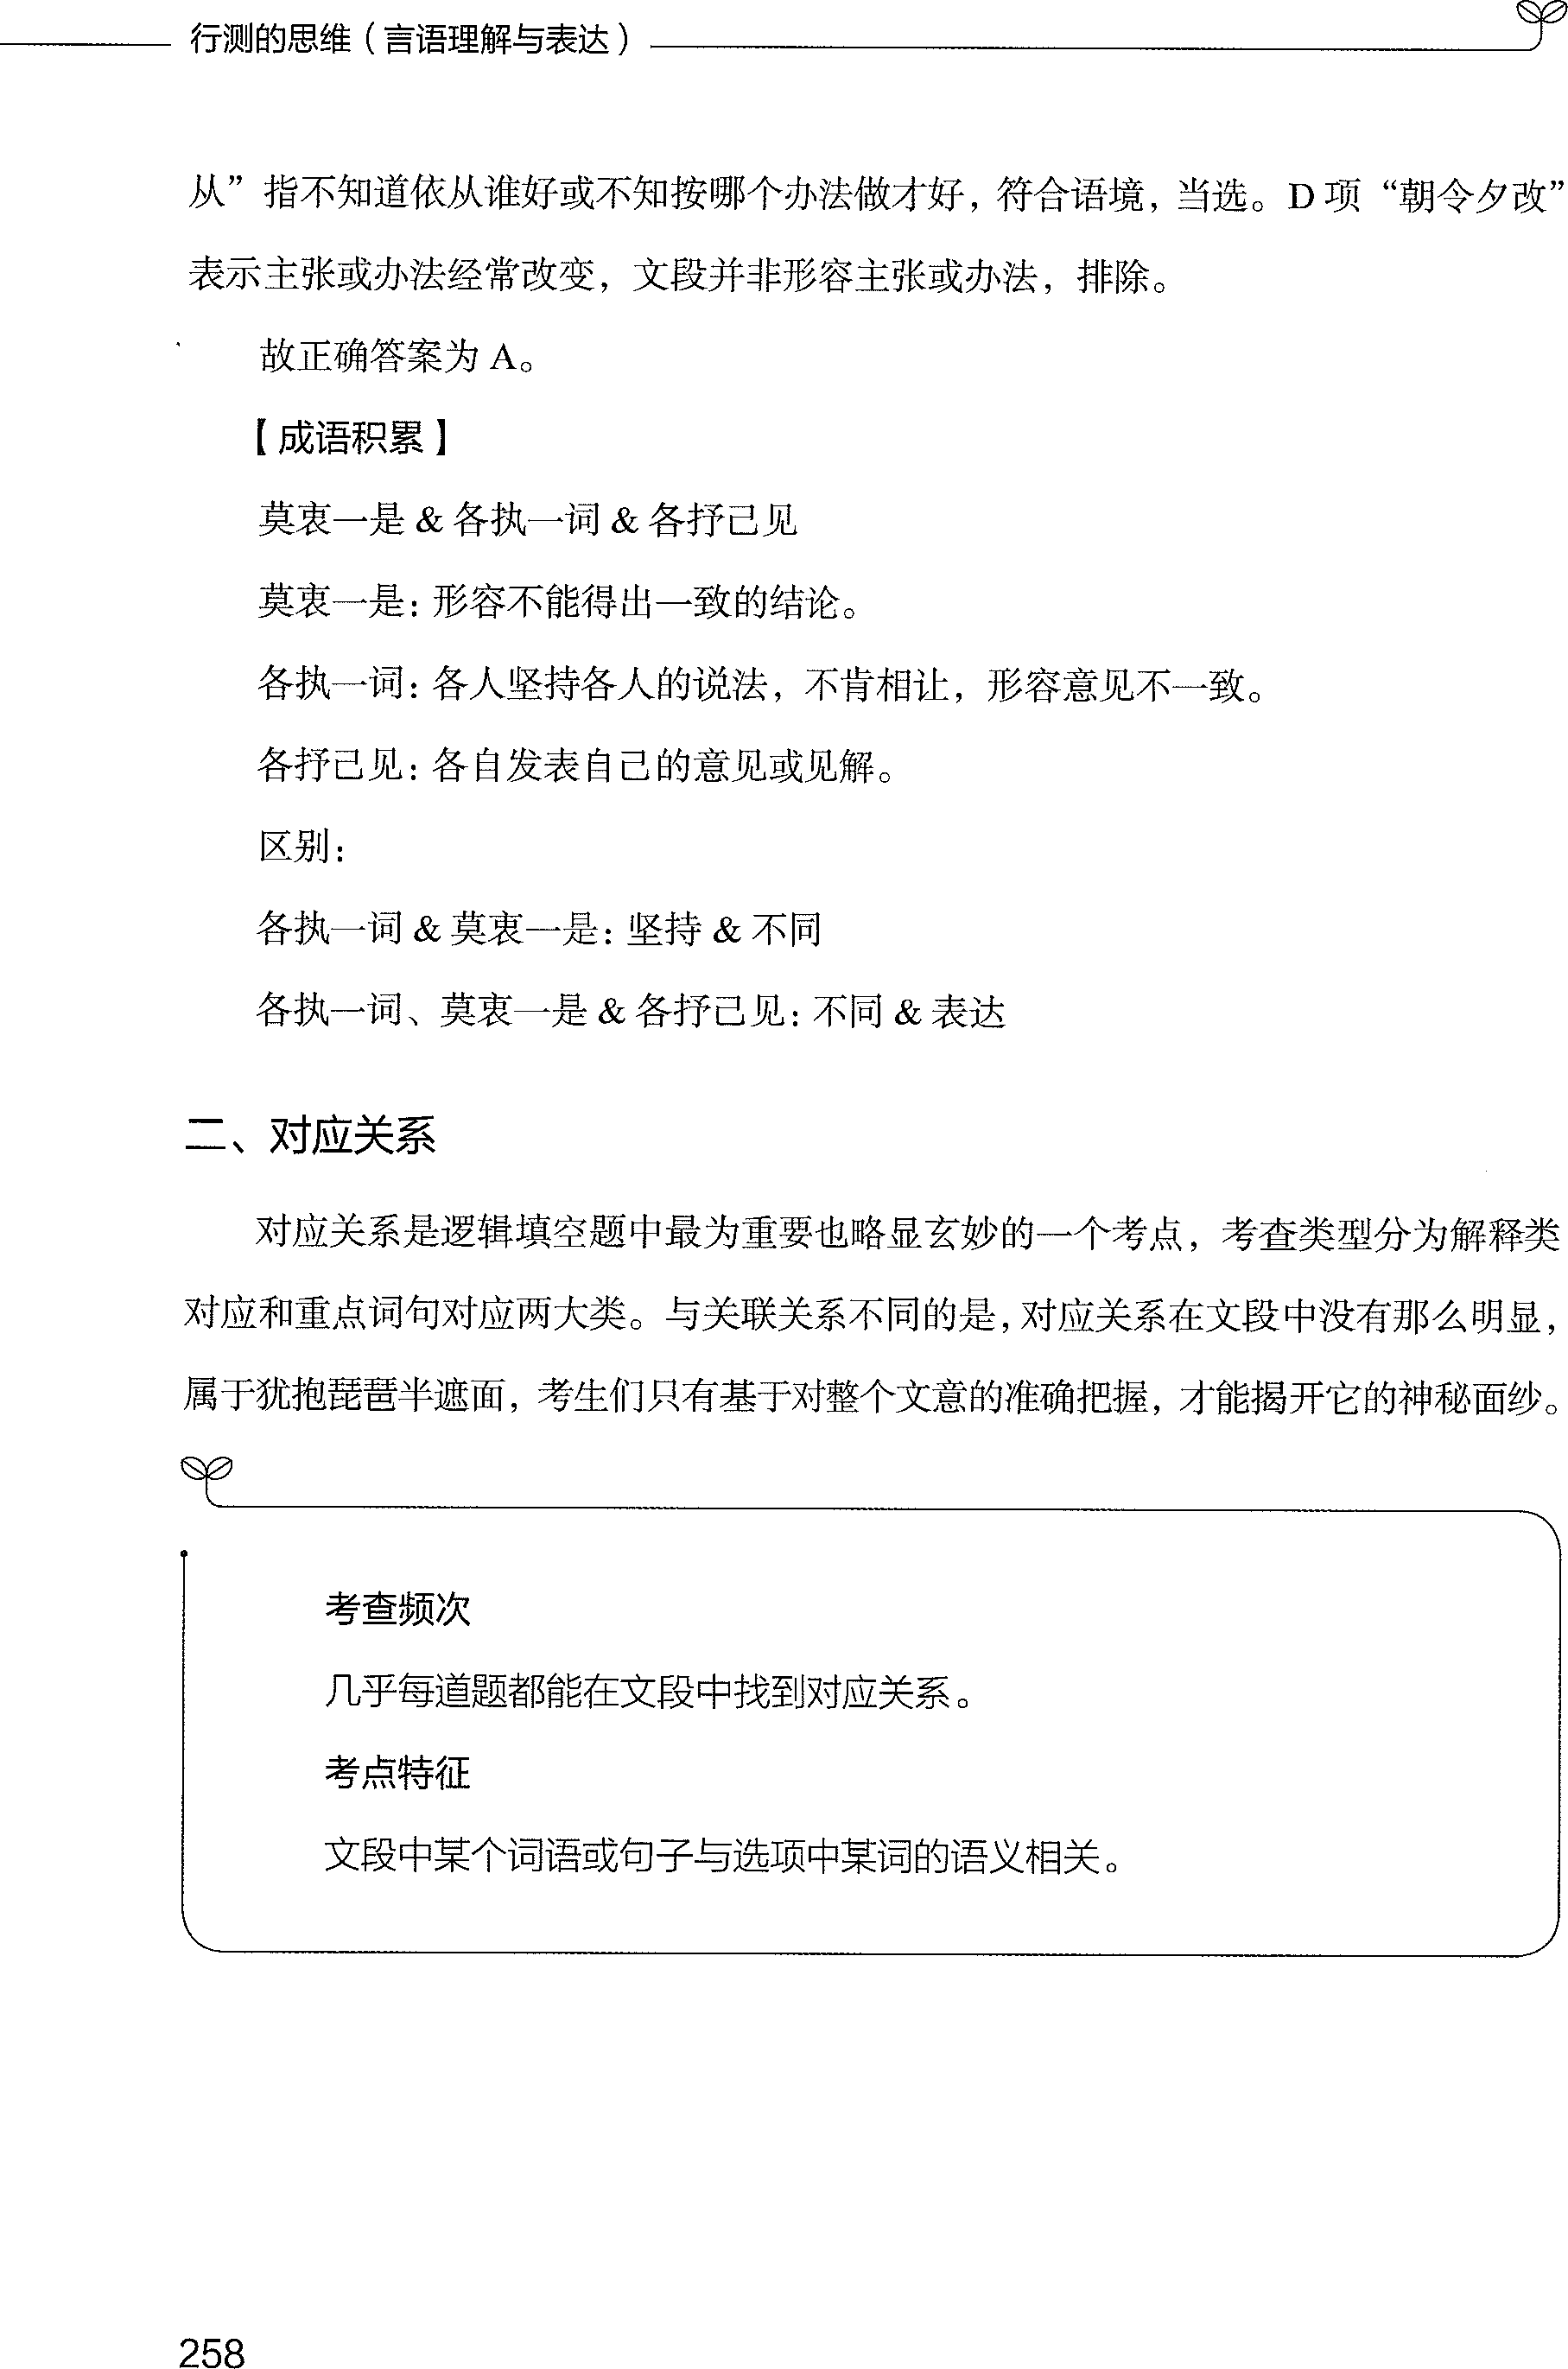 行测的思维（言语理解与表达）
从”指不知道依从谁好或不知按哪个办法做才好，符合语境，当选。D 项“朝令夕改”
表示主张或办法经常改变，文段并非形容主张或办法，排除。
故正确答案为 A。
【成语积累】
莫衷一是 & 各执一词 & 各抒己见
莫衷一是：形容不能得出一致的结论。
各执一词：各人坚持各人的说法，不肯相让，形容意见不一致。
各抒己见：各自发表自己的意见或见解。
区别：
各执一词 & 莫衷一是：坚持 & 不同
各执一词、莫衷一是 & 各抒己见：不同 & 表达
二、对应关系
对应关系是逻辑填空题中最为重要也略显玄妙的一个考点，考查类型分为解释类
对应和重点词句对应两大类。与关联关系不同的是，对应关系在文段中没有那么明显，
属于犹抱琵琶半遮面，考生们只有基于对整个文意的准确把握，才能揭开它的神秘面纱。
考查频次
几乎每道题都能在文段中找到对应关系。
考点特征
文段中某个词语或句子与选项中某词的语义相关。
258